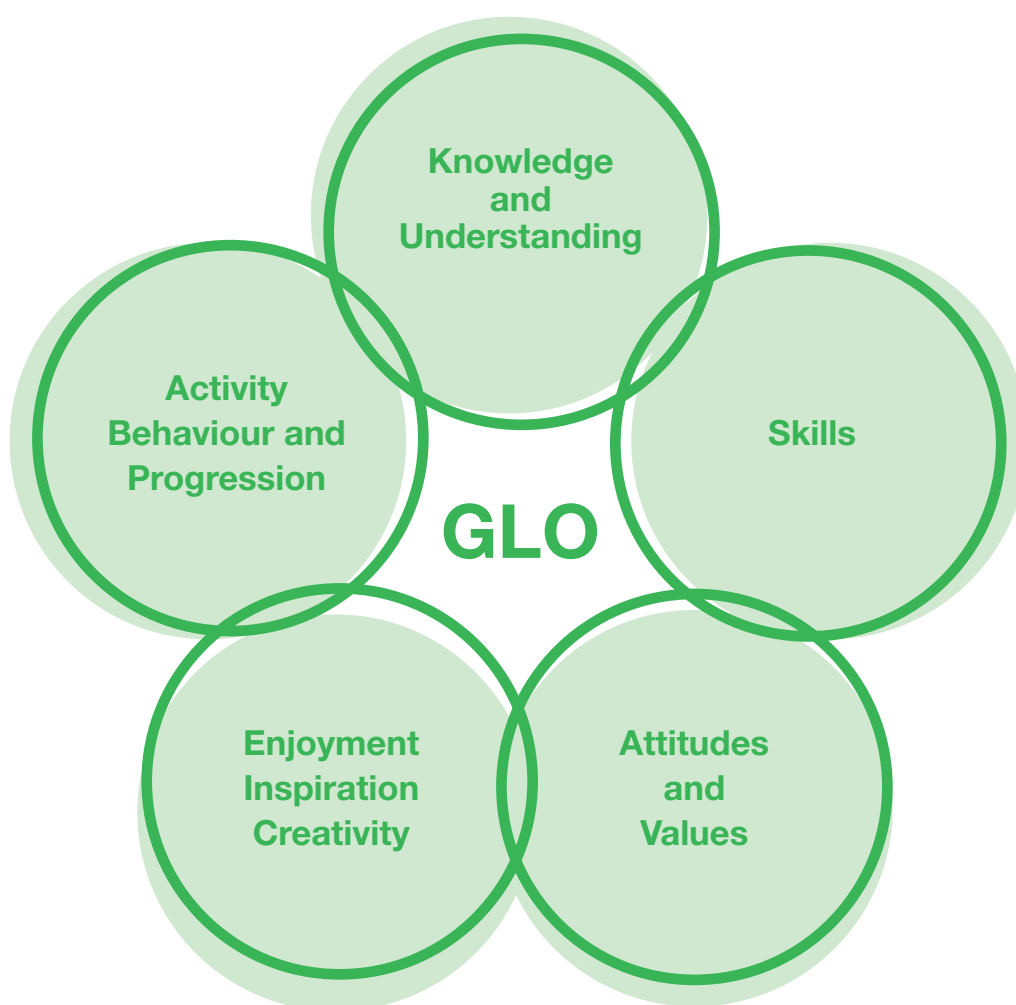 Knowledge
and
Understanding
Activity
Behaviour and
Progression
Skills
GLO
Enjoyment
Inspiration
Creativity
Attitudes
and
Values